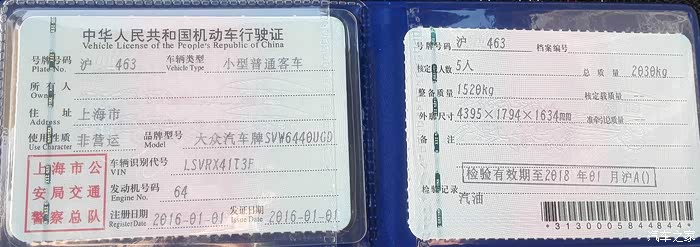 中华人民共和国机动车行驶证
Vehicle License of the People's Republic of China
号牌号码 沪 463 车辆类型 小型普通客车
Plate No. Vehicle Type
所有人
Owner
住址 上海市
Address
使用性质 非营运 品牌型号 大众汽车牌SVW6440UGD
Use Character Model
上海市公
安局交通
警察总队
车辆识别代号 LSVRX41T3F
VIN
发动机号码 64
Engine No.
注册日期 2016-01-01 发证日期 2016-01-01
Register Date Issue Date
号牌号码 沪 463 档案编号
核定人数 5人 总质量 2030kg
整备质量 1520kg 核定载质量
外廓尺寸 4395×1794×1634mm 准牵引总质量
备注
检验有效期至2018年01月沪A()
检验记录
汽油
*3130005844844
汽车之家